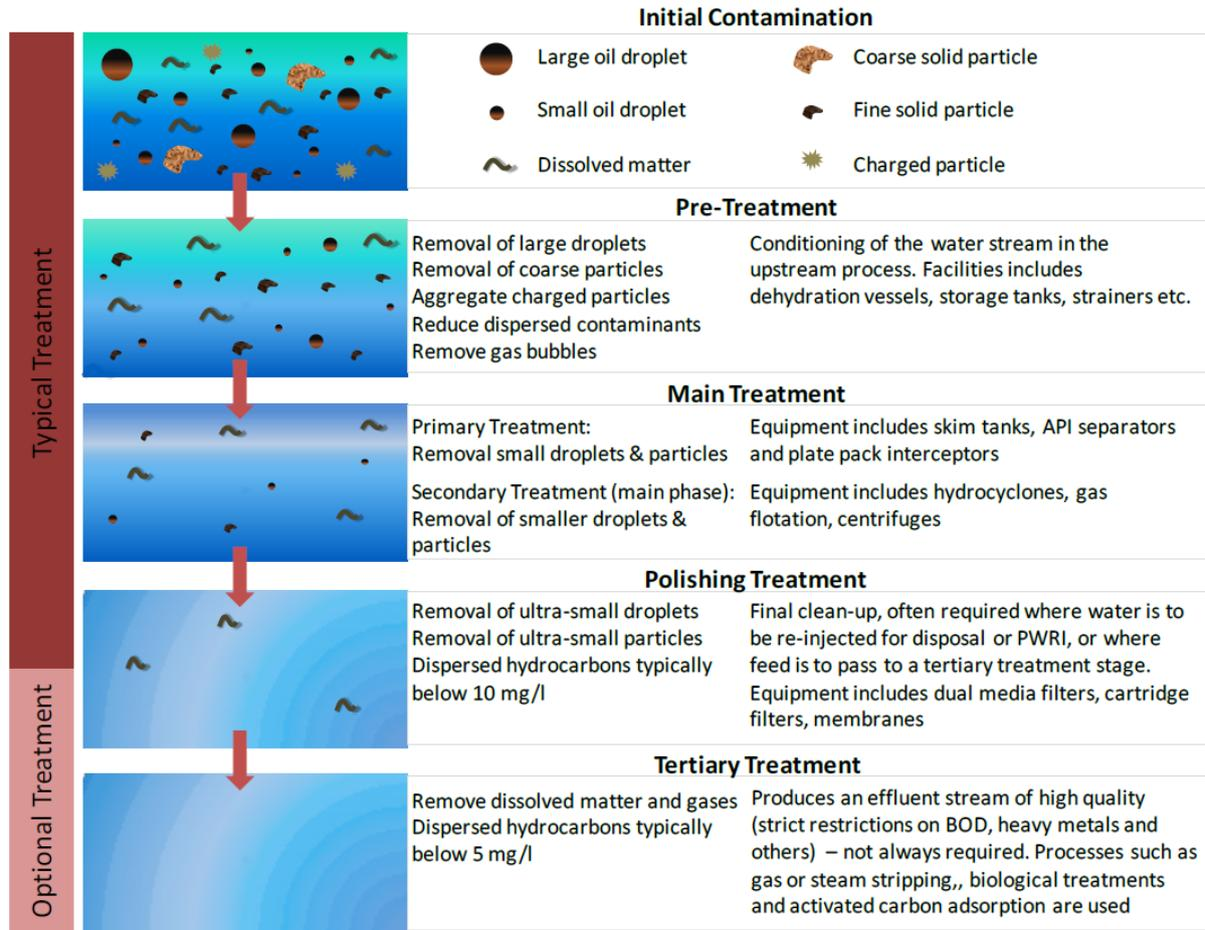 Initial Contamination
Large oil droplet
Coarse solid particle
Small oil droplet
Fine solid particle
Dissolved matter
Charged particle
Typical Treatment
Pre-Treatment
Removal of large droplets
Removal of coarse particles
Aggregate charged particles
Reduce dispersed contaminants
Remove gas bubbles
Conditioning of the water stream in the
upstream process. Facilities includes
dehydration vessels, storage tanks, strainers etc.
Main Treatment
Primary Treatment:
Removal small droplets & particles
Equipment includes skim tanks, API separators
and plate pack interceptors
Secondary Treatment (main phase):
Removal of smaller droplets &
particles
Equipment includes hydrocyclones, gas
flotation, centrifuges
Polishing Treatment
Removal of ultra-small droplets
Removal of ultra-small particles
Dispersed hydrocarbons typically
below 10 mg/l
Final clean-up, often required where water is to
be re-injected for disposal or PWRI, or where
feed is to pass to a tertiary treatment stage.
Equipment includes dual media filters, cartridge
filters, membranes
Optional Treatment
Tertiary Treatment
Remove dissolved matter and gases
Dispersed hydrocarbons typically
below 5 mg/l
Produces an effluent stream of high quality
(strict restrictions on BOD, heavy metals and
others) – not always required. Processes such as
gas or steam stripping,, biological treatments
and activated carbon adsorption are used